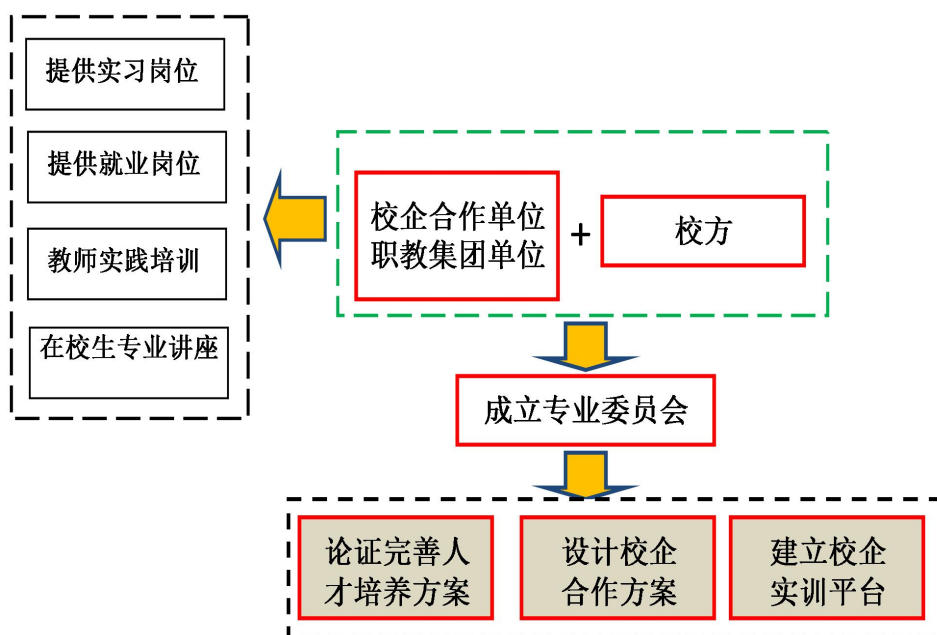 提供实习岗位
提供就业岗位
教师实践培训
在校生专业讲座
校企合作单位
职教集团单位
+
校方
成立专业委员会
论证完善人
才培养方案
设计校企
合作方案
建立校企
实训平台